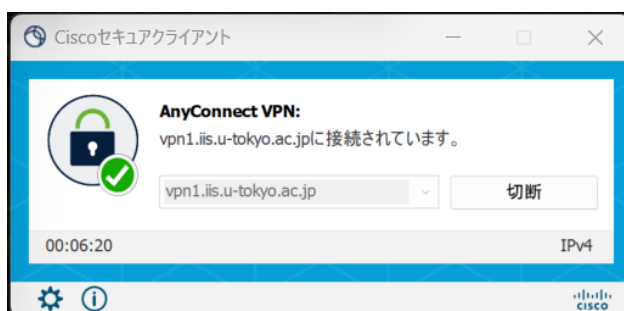 Ciscoセキュアクライアント
AnyConnect VPN:
vpn1.iis.u-tokyo.ac.jpに接続されています。
vpn1.iis.u-tokyo.ac.jp
切断
00:06:20
IPv4
CISCO